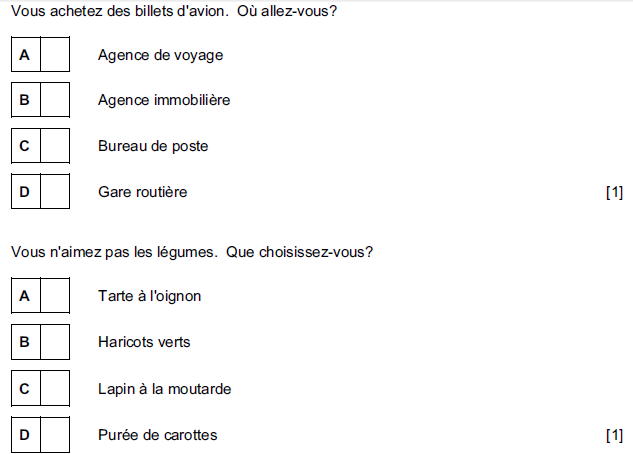 Vous achetez des billets d'avion. Où allez-vous?
A Agence de voyage
B Agence immobilière
C Bureau de poste
D Gare routière [1]
Vous n'aimez pas les légumes. Que choisissez-vous?
A Tarte à l'oignon
B Haricots verts
C Lapin à la moutarde
D Purée de carottes [1]